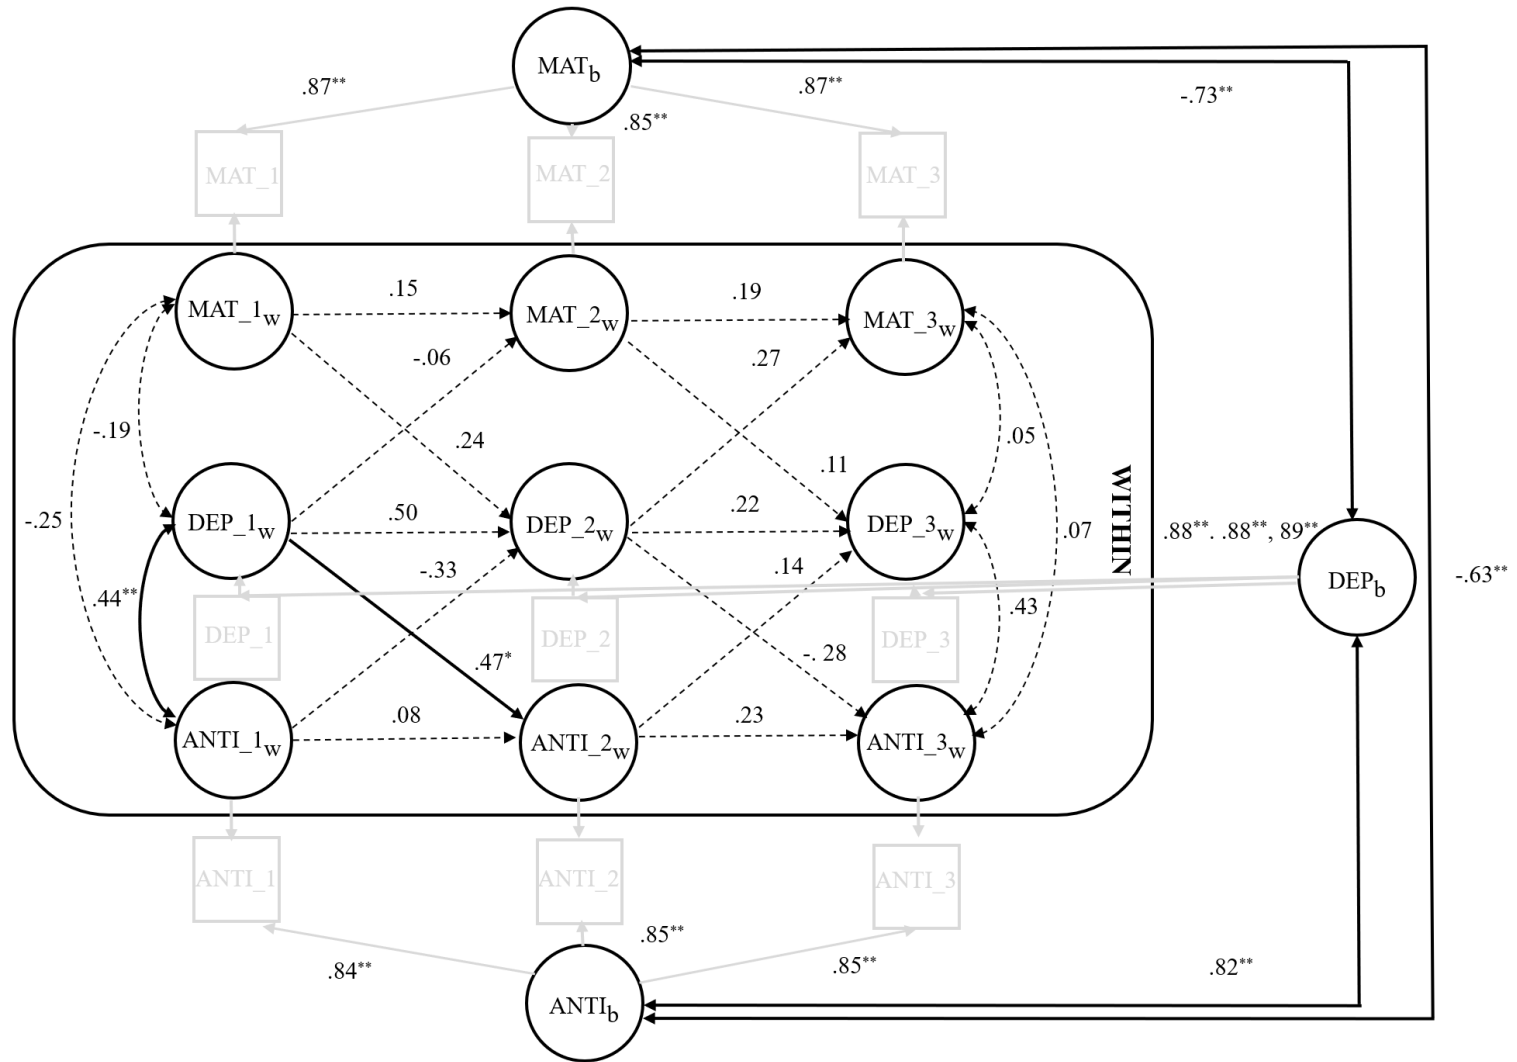 MATb
.87**
.87**
-.73**
.85**
MAT_1
MAT_2
MAT_3
MAT_1w
.15
MAT_2w
.19
MAT_3w
-.06
.27
-.19
.24
.11
.05
-.25
DEP_1w
.50
DEP_2w
.22
DEP_3w
.07
WITHIN
.88**. .88**, 89**
DEPb
-.63**
-.33
.14
.44**
.43
DEP_1
DEP_2
DEP_3
.47*
-. 28
ANTI_1w
.08
ANTI_2w
.23
ANTI_3w
ANTI_1
ANTI_2
ANTI_3
.85**
.84**
.85**
.82**
ANTIb